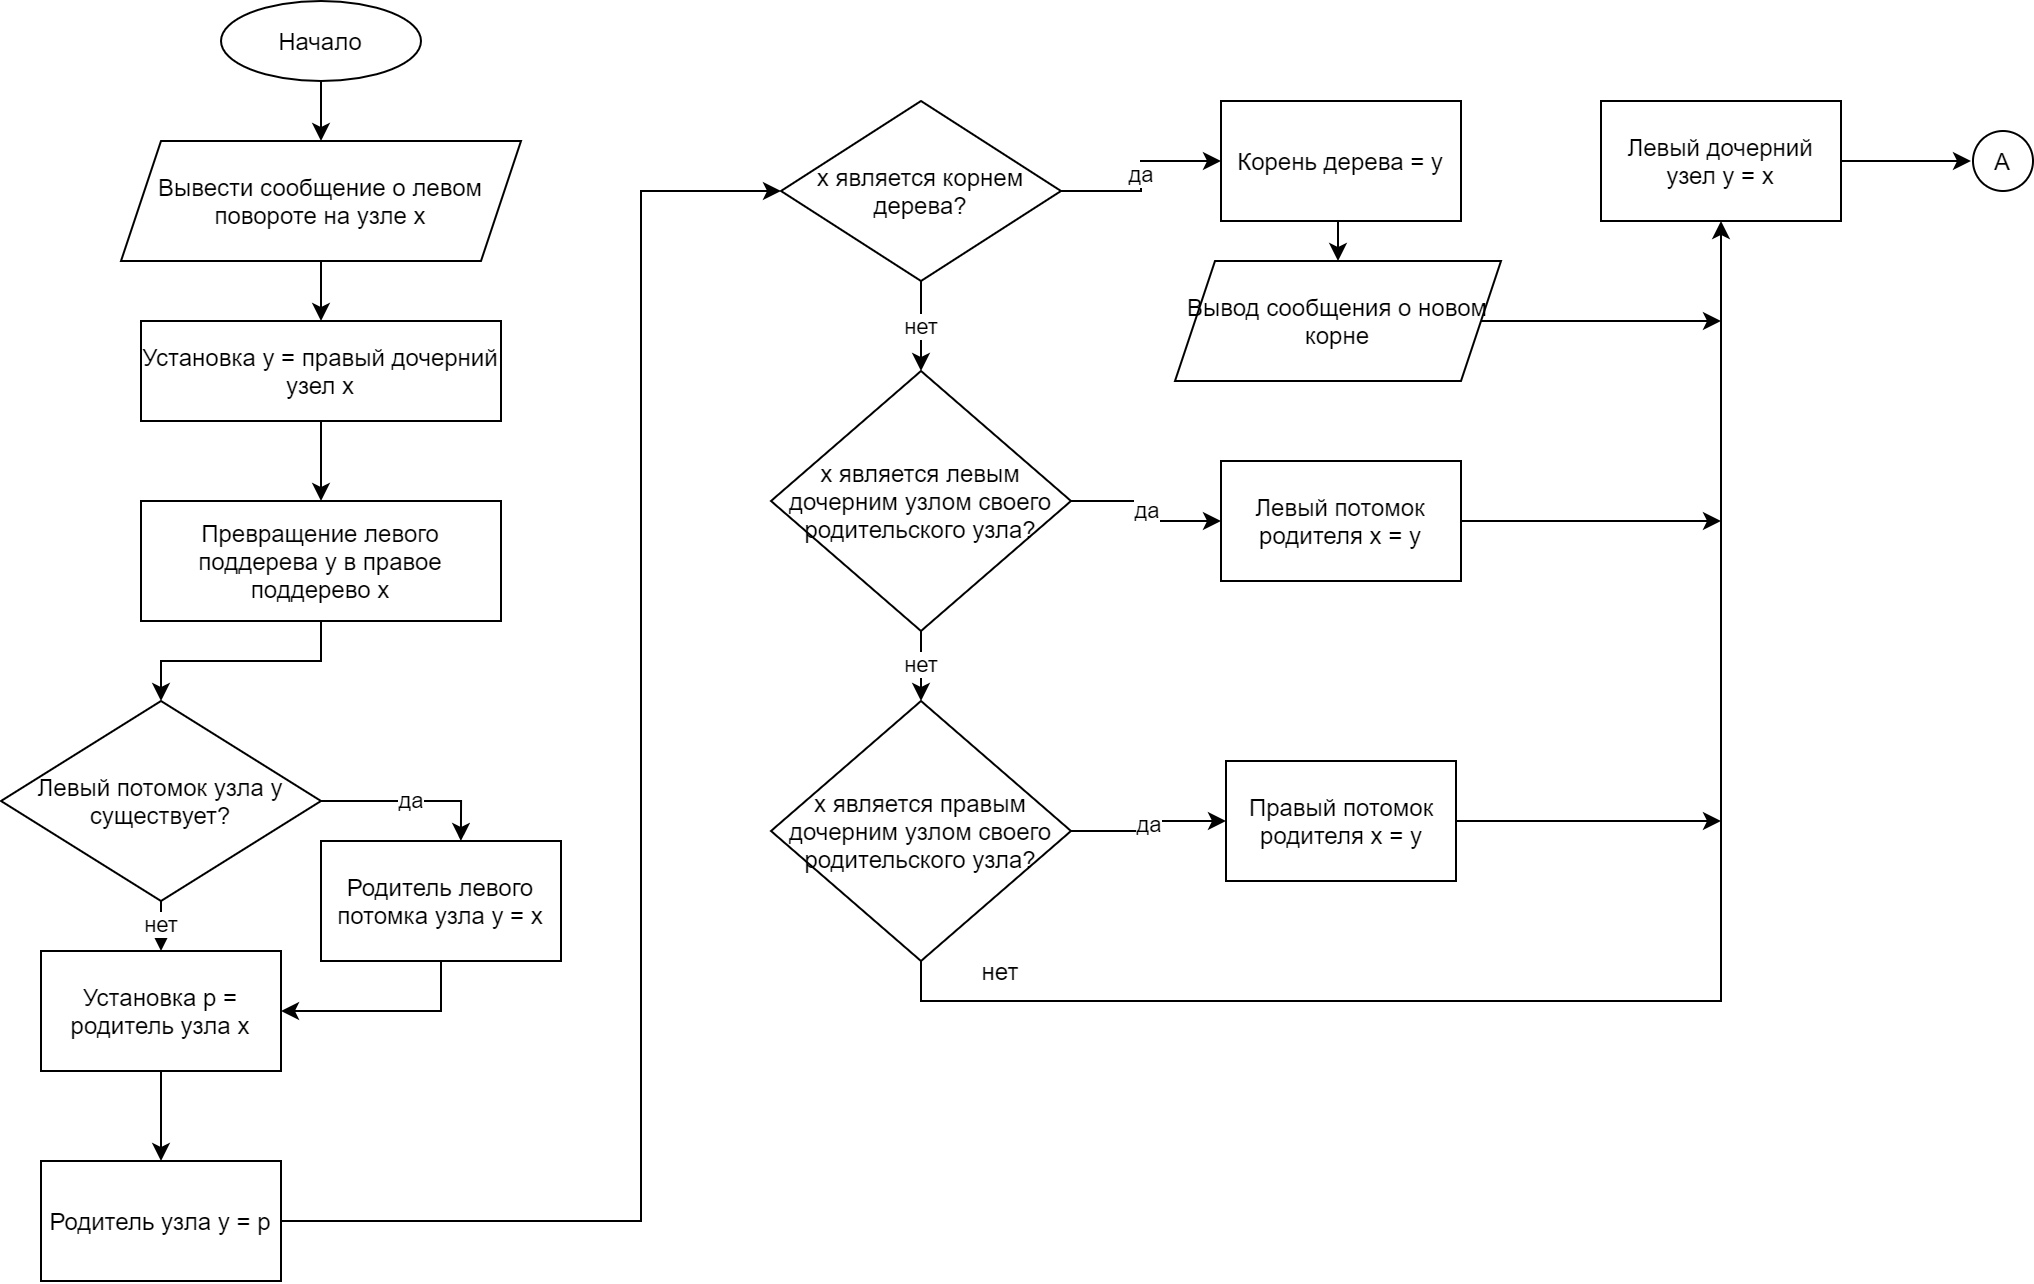 Начало
Вывести сообщение о левом
повороте на узле x
Установка y = правый дочерний
узел x
Превращение левого
поддерева y в правое
поддерево x
Левый потомок узла y
существует?
да
нет
Родитель левого
потомка узла y = x
Установка p =
родитель узла x
Родитель узла y = p
x является корнем
дерева?
да
нет
Корень дерева = y
Вывод сообщения о новом
корне
x является левым
дочерним узлом своего
родительского узла?
да
нет
Левый потомок
родителя x = y
x является правым
дочерним узлом своего
родительского узла?
да
нет
Правый потомок
родителя x = y
Левый дочерний
узел y = x
A